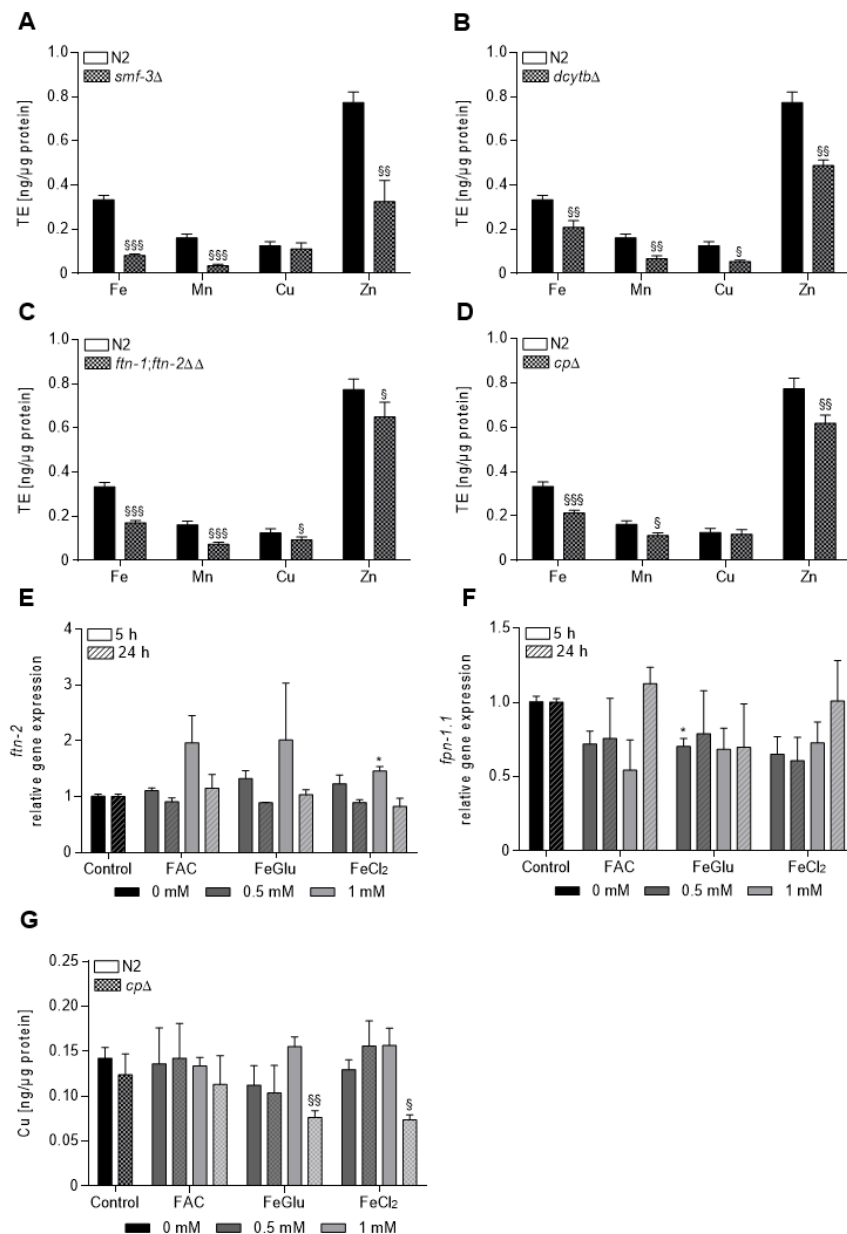 A
N2
smf-3Δ
TE [ng/µg protein]
1.0
0.8
0.6
0.4
0.2
0
§§§
§§§
§§
Fe Mn Cu Zn
B
N2
dcytbΔ
TE [ng/µg protein]
1.0
0.8
0.6
0.4
0.2
0
§§
§§
§
§§
Fe Mn Cu Zn
C
N2
ftn-1;ftn-2ΔΔ
TE [ng/µg protein]
1.0
0.8
0.6
0.4
0.2
0
§§§
§§§
§
§
Fe Mn Cu Zn
D
N2
cpΔ
TE [ng/µg protein]
1.0
0.8
0.6
0.4
0.2
0
§§§
§
§§
Fe Mn Cu Zn
E
5 h
24 h
ftn-2
relative gene expression
4
3
2
1
0
*
Control FAC FeGlu FeCl₂
0 mM 0.5 mM 1 mM
F
5 h
24 h
fpn-1.1
relative gene expression
1.5
1.0
0.5
0
*
Control FAC FeGlu FeCl₂
0 mM 0.5 mM 1 mM
G
N2
cpΔ
Cu [ng/µg protein]
0.25
0.20
0.15
0.10
0.05
0.00
§§
§
Control FAC FeGlu FeCl₂
0 mM 0.5 mM 1 mM